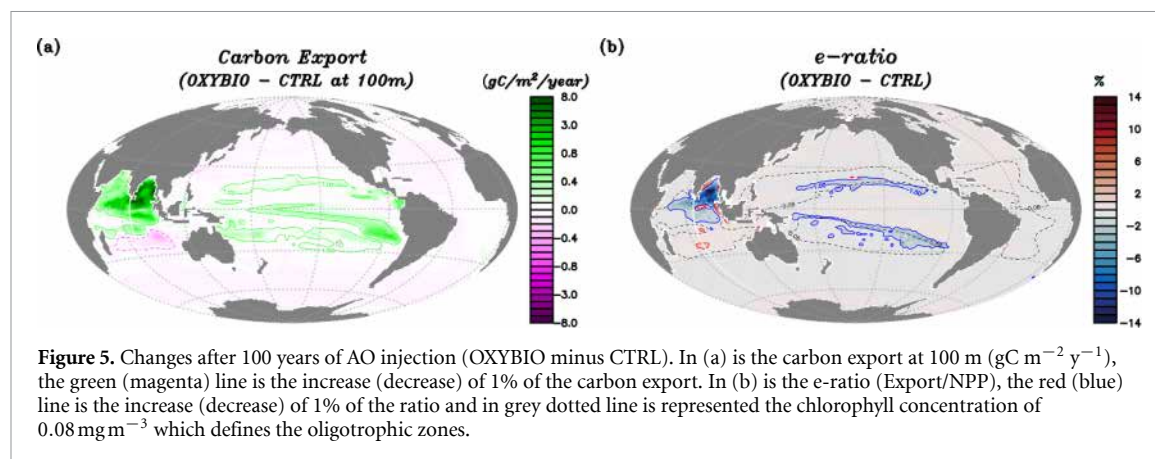 (a)
Carbon Export
(OXYBIO - CTRL at 100m)
(gC/m²/year)
8.0
3.0
0.8
0.4
0.0
-0.4
-0.8
-3.0
-8.0
(b)
e-ratio
(OXYBIO - CTRL)
%
14
10
6
2
-2
-6
-10
-14
Figure 5. Changes after 100 years of AO injection (OXYBIO minus CTRL). In (a) is the carbon export at 100 m (gC m−2 y−1),
the green (magenta) line is the increase (decrease) of 1% of the carbon export. In (b) is the e-ratio (Export/NPP), the red (blue)
line is the increase (decrease) of 1% of the ratio and in grey dotted line is represented the chlorophyll concentration of
0.08 mg m−3 which defines the oligotrophic zones.